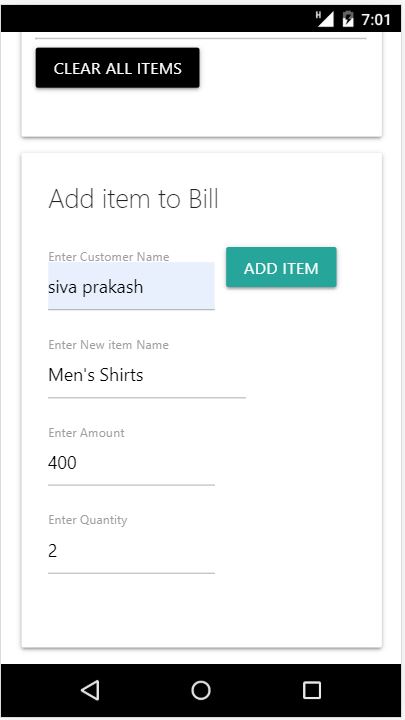 H 7:01
CLEAR ALL ITEMS
Add item to Bill
Enter Customer Name
siva prakash
ADD ITEM
Enter New item Name
Men's Shirts
Enter Amount
400
Enter Quantity
2